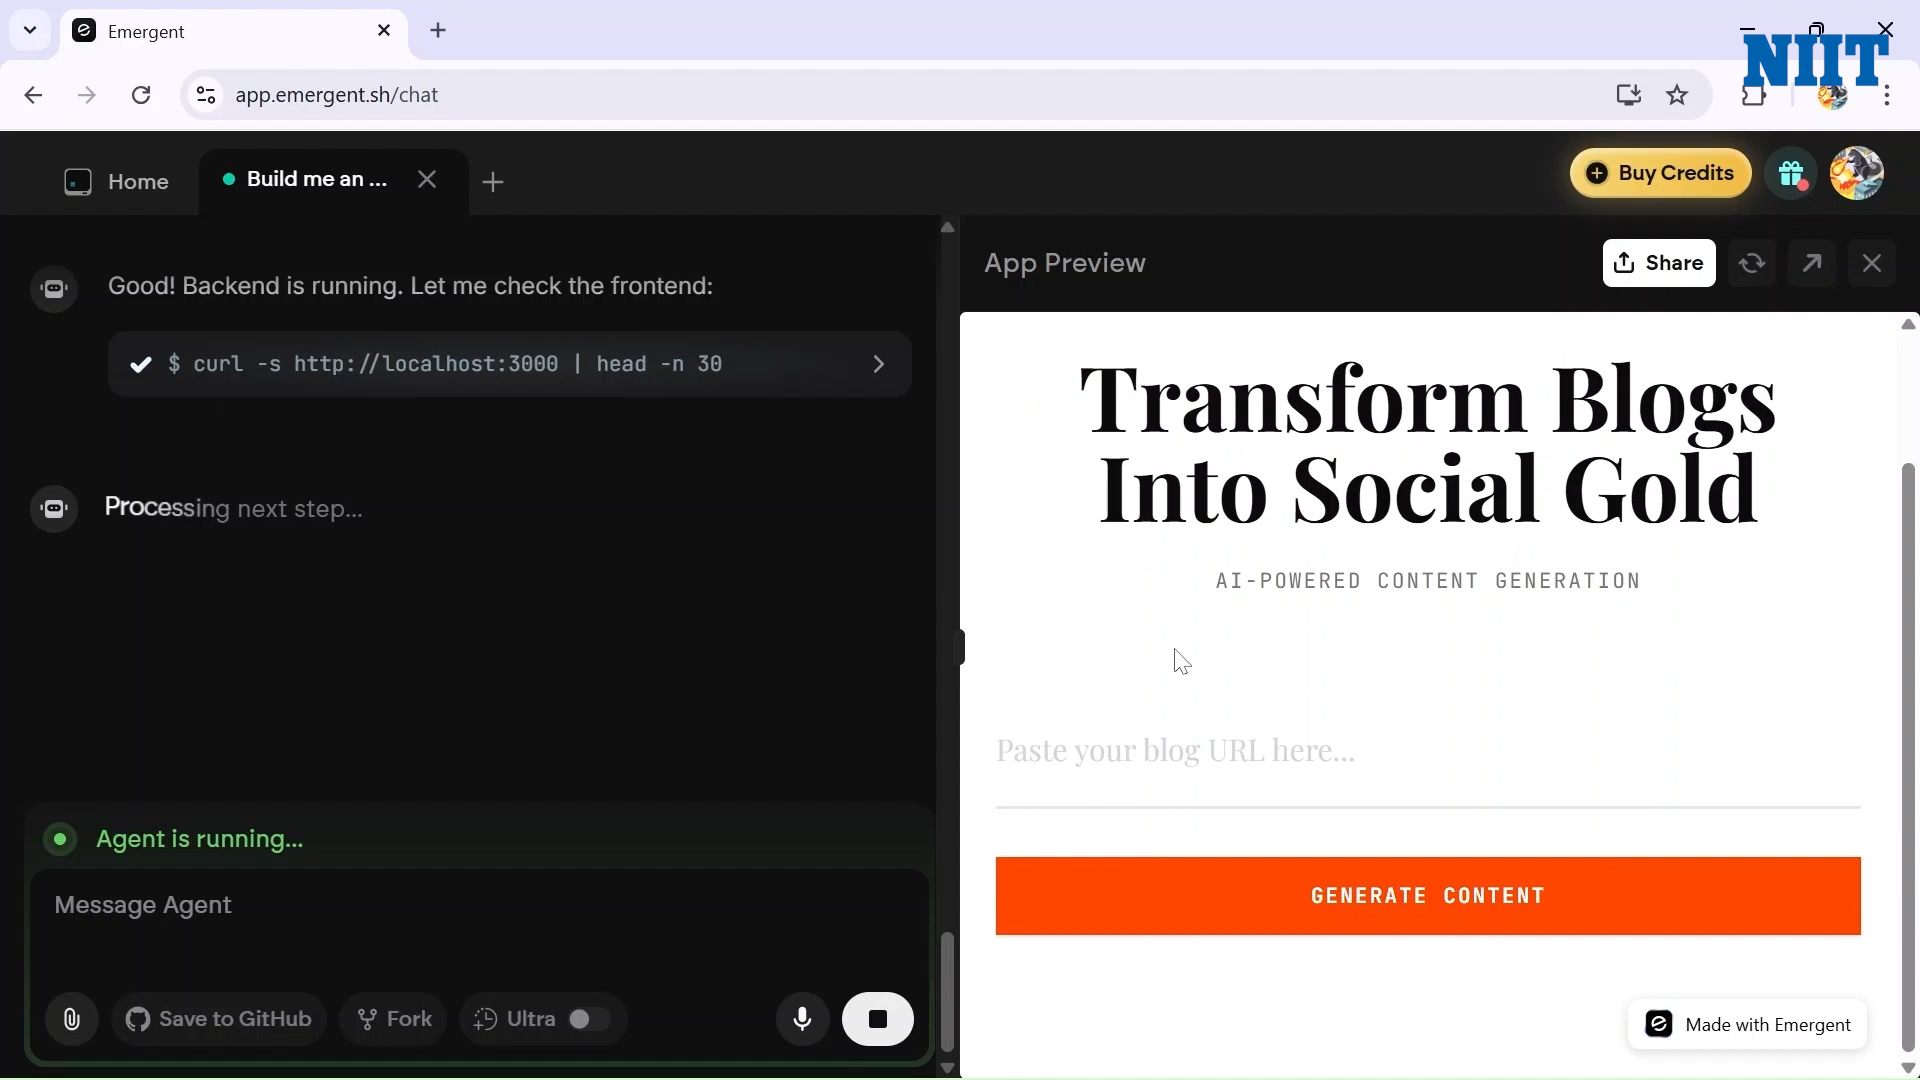 Emergent
NIIT
app.emergent.sh/chat
Home
Build me an ...
Buy Credits
Good! Backend is running. Let me check the frontend:
$ curl -s http://localhost:3000 | head -n 30
Processing next step...
Agent is running...
Message Agent
Save to GitHub
Fork
Ultra
App Preview
Share
Transform Blogs
Into Social Gold
AI-POWERED CONTENT GENERATION
Paste your blog URL here...
GENERATE CONTENT
Made with Emergent